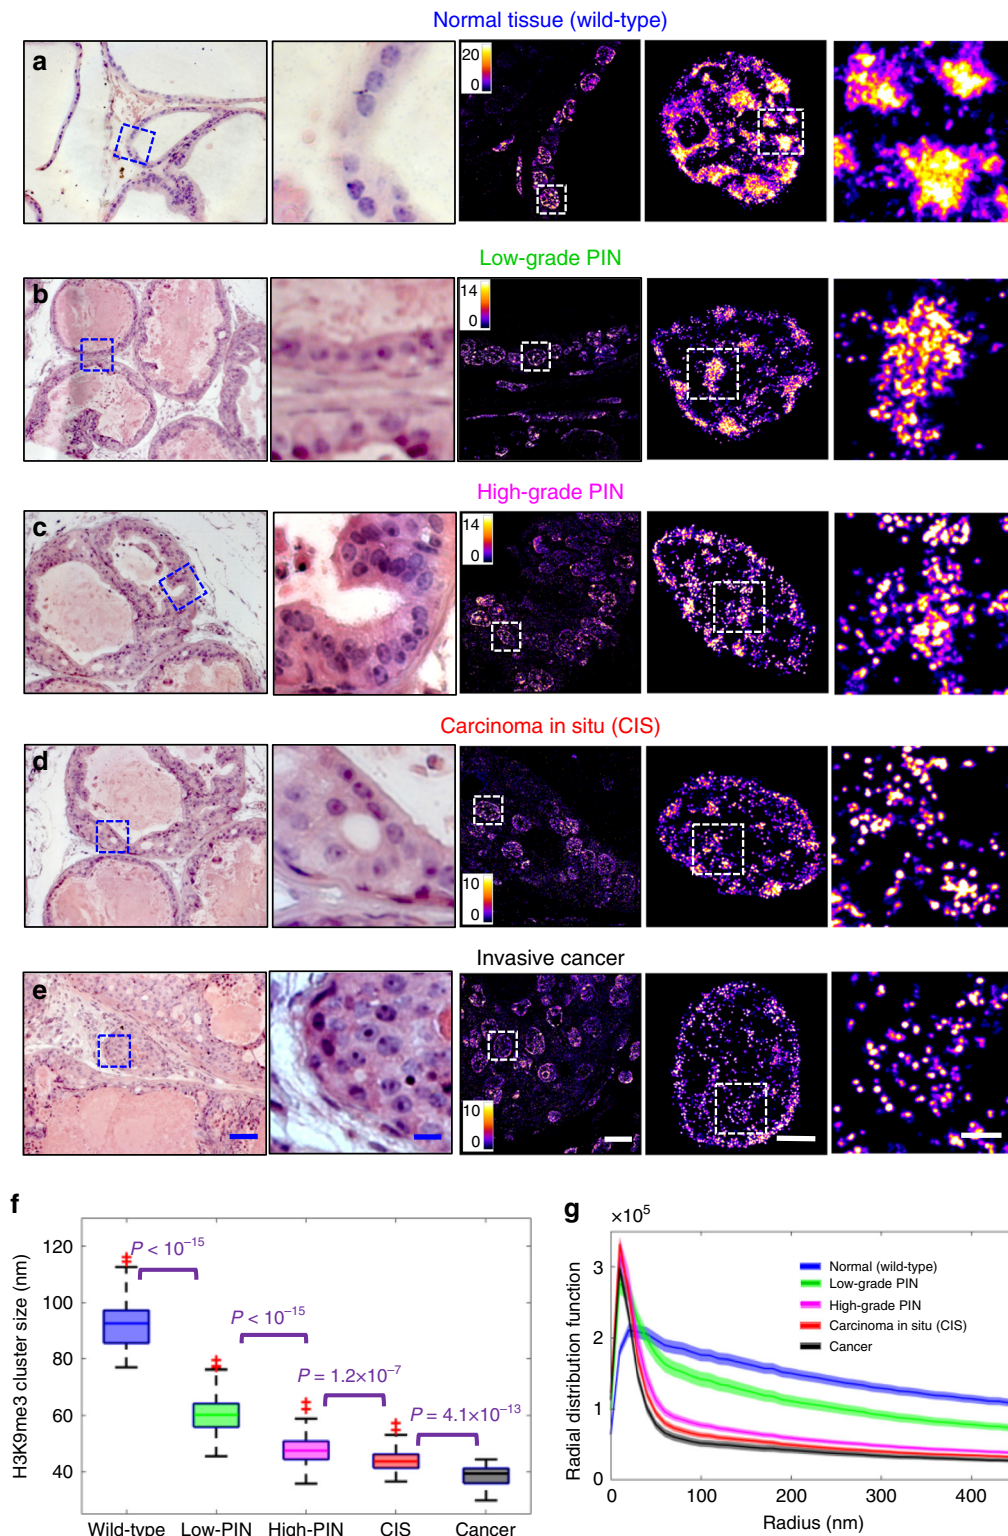 Normal tissue (wild-type)
a
20
0
Low-grade PIN
b
14
0
High-grade PIN
c
14
0
Carcinoma in situ (CIS)
d
10
0
Invasive cancer
e
10
0
f
H3K9me3 cluster size (nm)
120
100
80
60
40
P < 10⁻¹⁵
P < 10⁻¹⁵
P = 1.2×10⁻⁷
P = 4.1×10⁻¹³
Wild-type Low-PIN High-PIN CIS Cancer
g
×10⁵
Radial distribution function
3
2
1
0
Normal (wild-type)
Low-grade PIN
High-grade PIN
Carcinoma in situ (CIS)
Cancer
0 100 200 300 400
Radius (nm)